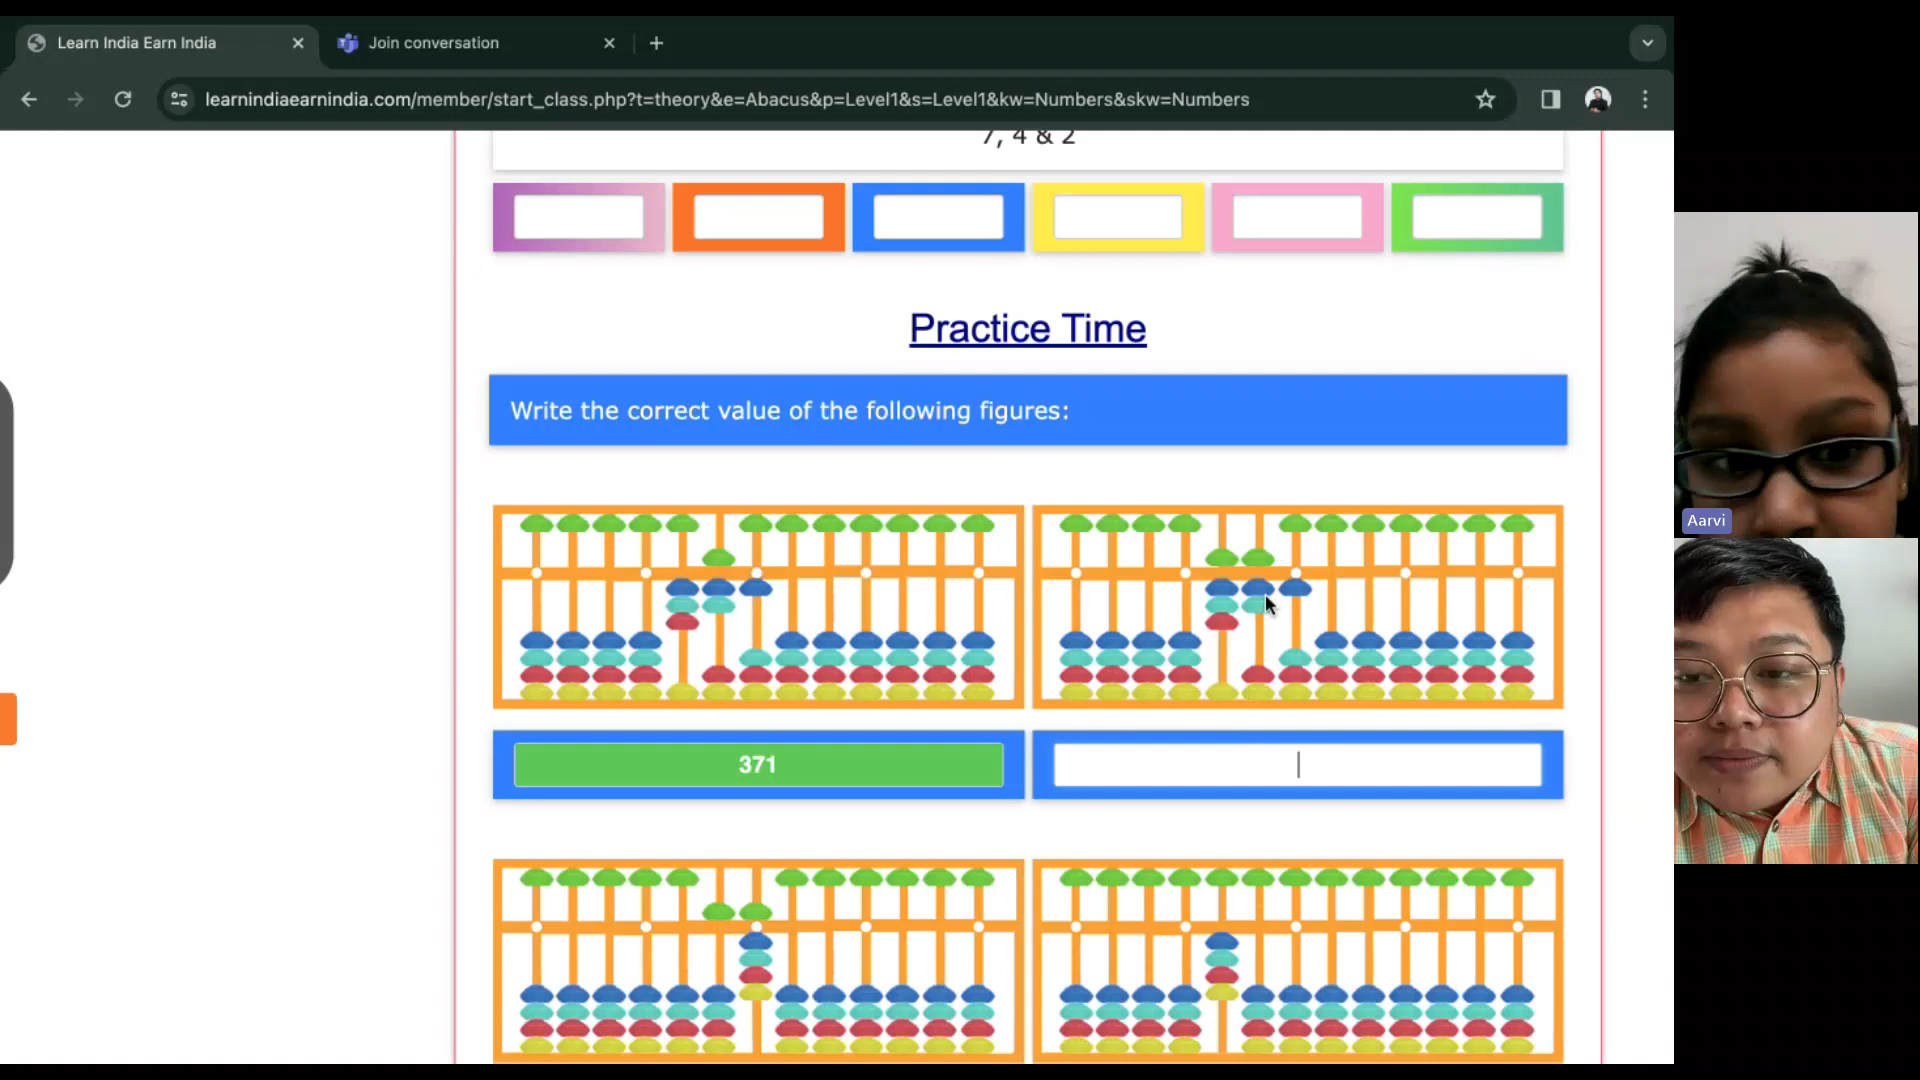 Learn India Earn India
Join conversation
learnindiaearnindia.com/member/start_class.php?t=theory&e=Abacus&p=Level1&s=Level1&kw=Numbers&skw=Numbers
7, 4 & 2
Practice Time
Write the correct value of the following figures:
Aarvi
371